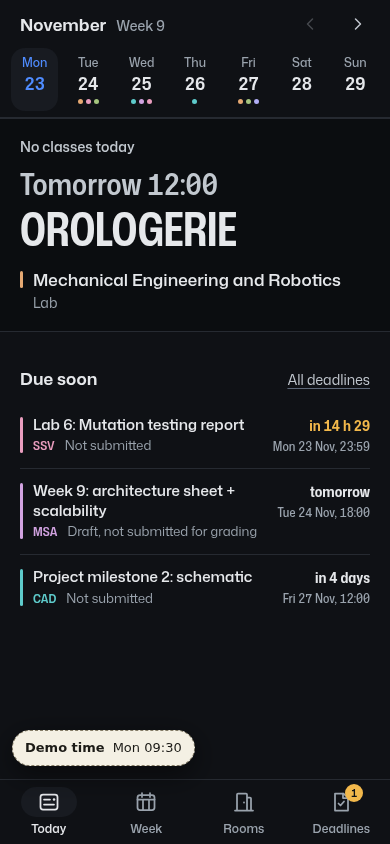 November Week 9
Mon Tue Wed Thu Fri Sat Sun
23 24 25 26 27 28 29
No classes today
Tomorrow 12:00
OROLOGERIE
Mechanical Engineering and Robotics
Lab
Due soon All deadlines
Lab 6: Mutation testing report in 14 h 29
SSV Not submitted Mon 23 Nov, 23:59
Week 9: architecture sheet + tomorrow
scalability Tue 24 Nov, 18:00
MSA Draft, not submitted for grading
Project milestone 2: schematic in 4 days
CAD Not submitted Fri 27 Nov, 12:00
Demo time Mon 09:30
1
Today Week Rooms Deadlines